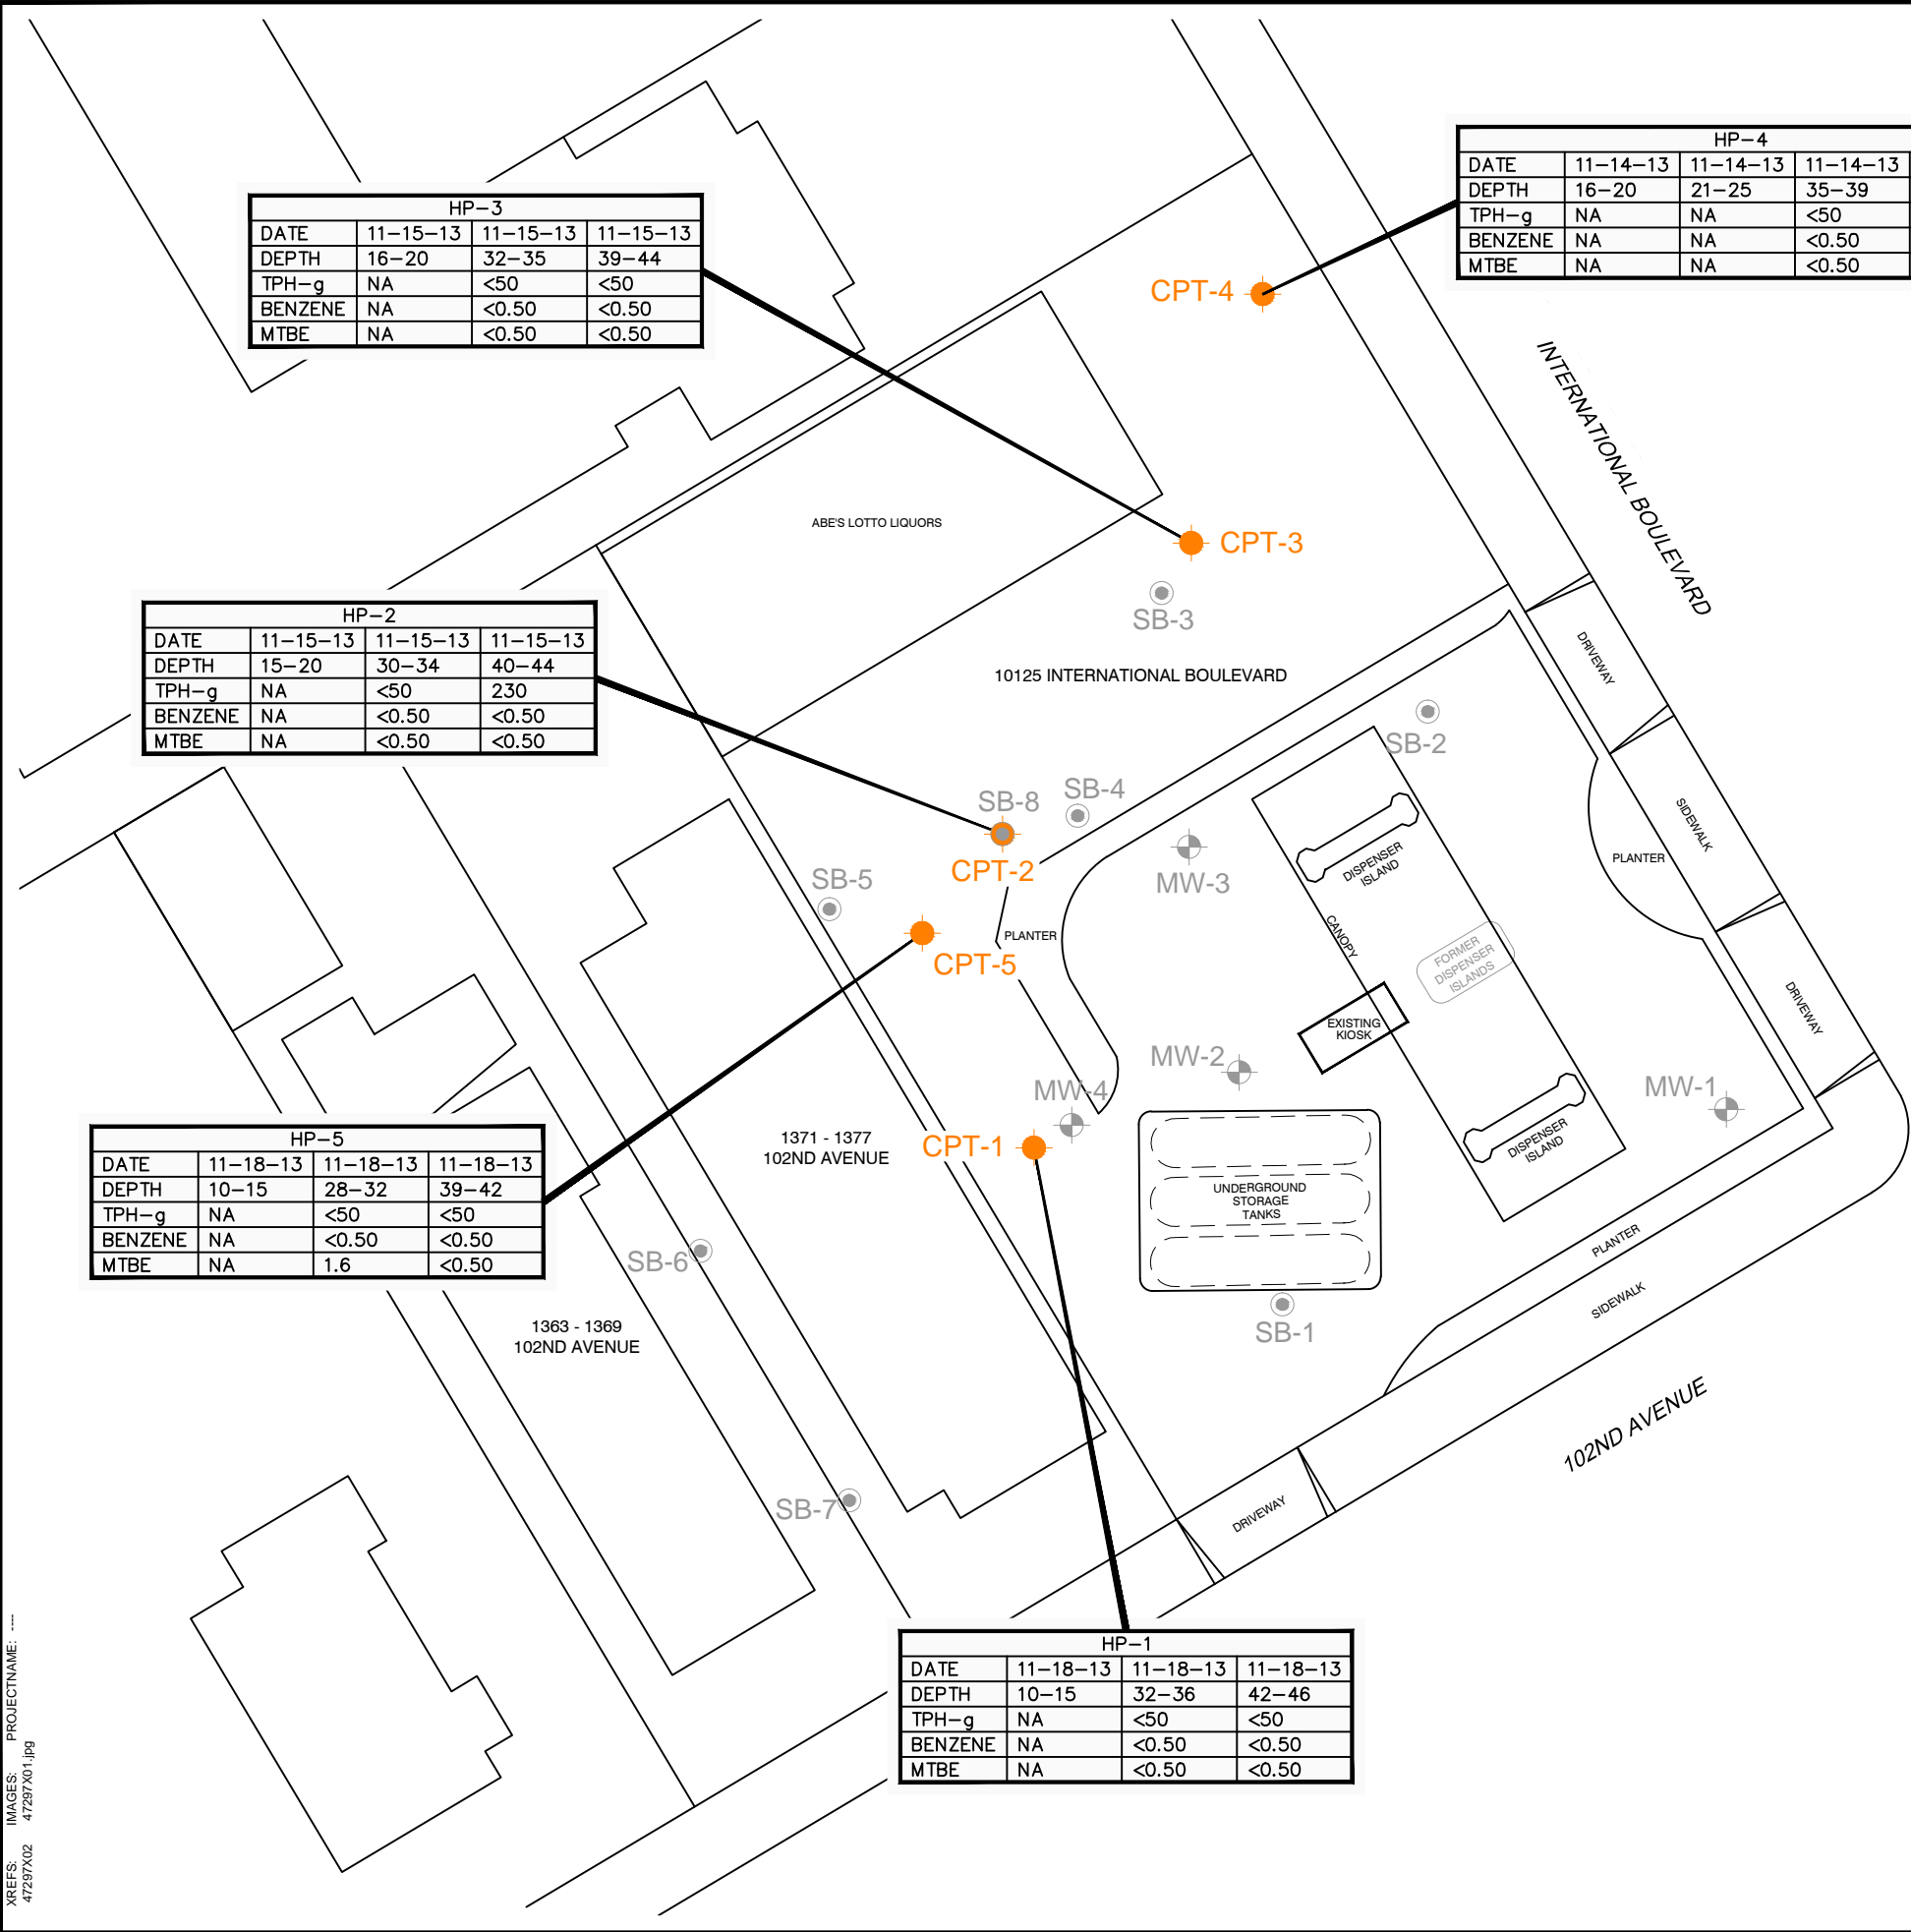 HP-4
DATE 11-14-13 11-14-13 11-14-13
DEPTH 16-20 21-25 35-39
TPH-g NA NA <50
BENZENE NA NA <0.50
MTBE NA NA <0.50
HP-3
DATE 11-15-13 11-15-13 11-15-13
DEPTH 16-20 32-35 39-44
TPH-g NA <50 <50
BENZENE NA <0.50 <0.50
MTBE NA <0.50 <0.50
CPT-4
INTERNATIONAL BOULEVARD
ABE'S LOTTO LIQUORS
CPT-3
SB-3
HP-2
DATE 11-15-13 11-15-13 11-15-13
DEPTH 15-20 30-34 40-44
TPH-g NA <50 230
BENZENE NA <0.50 <0.50
MTBE NA <0.50 <0.50
10125 INTERNATIONAL BOULEVARD
DRIVEWAY
SB-2
SB-8
SB-4
SIDEWALK
CPT-2
SB-5
MW-3
DISPENSER
ISLAND
PLANTER
CPT-5
PLANTER
CANOPY
FORMER
DISPENSER
ISLANDS
DRIVEWAY
EXISTING
KIOSK
MW-2
MW-4
MW-1
CPT-1
1371 - 1377
102ND AVENUE
DISPENSER
ISLAND
UNDERGROUND
STORAGE
TANKS
HP-5
DATE 11-18-13 11-18-13 11-18-13
DEPTH 10-15 28-32 39-42
TPH-g NA <50 <50
BENZENE NA <0.50 <0.50
MTBE NA 1.6 <0.50
SB-6
PLANTER
SIDEWALK
SB-1
1363 - 1369
102ND AVENUE
102ND AVENUE
SB-7
DRIVEWAY
HP-1
DATE 11-18-13 11-18-13 11-18-13
DEPTH 10-15 32-36 42-46
TPH-g NA <50 <50
BENZENE NA <0.50 <0.50
MTBE NA <0.50 <0.50
XREFS: IMAGES: PROJECTNAME: ----
47297X02 47297X01.jpg